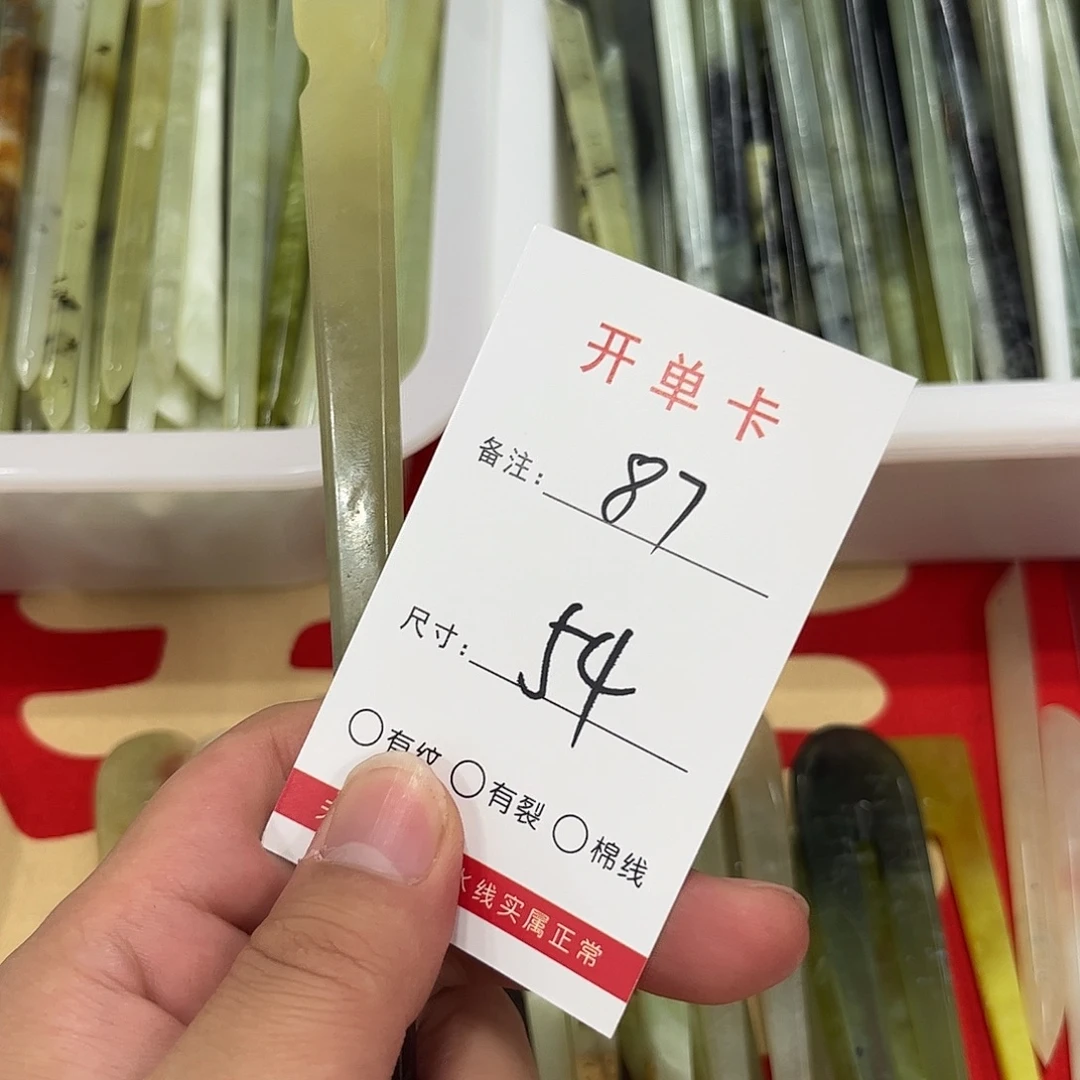 开单卡
备注: 87
尺寸: 54
○有纹 ○有裂 ○棉线
线实属正常